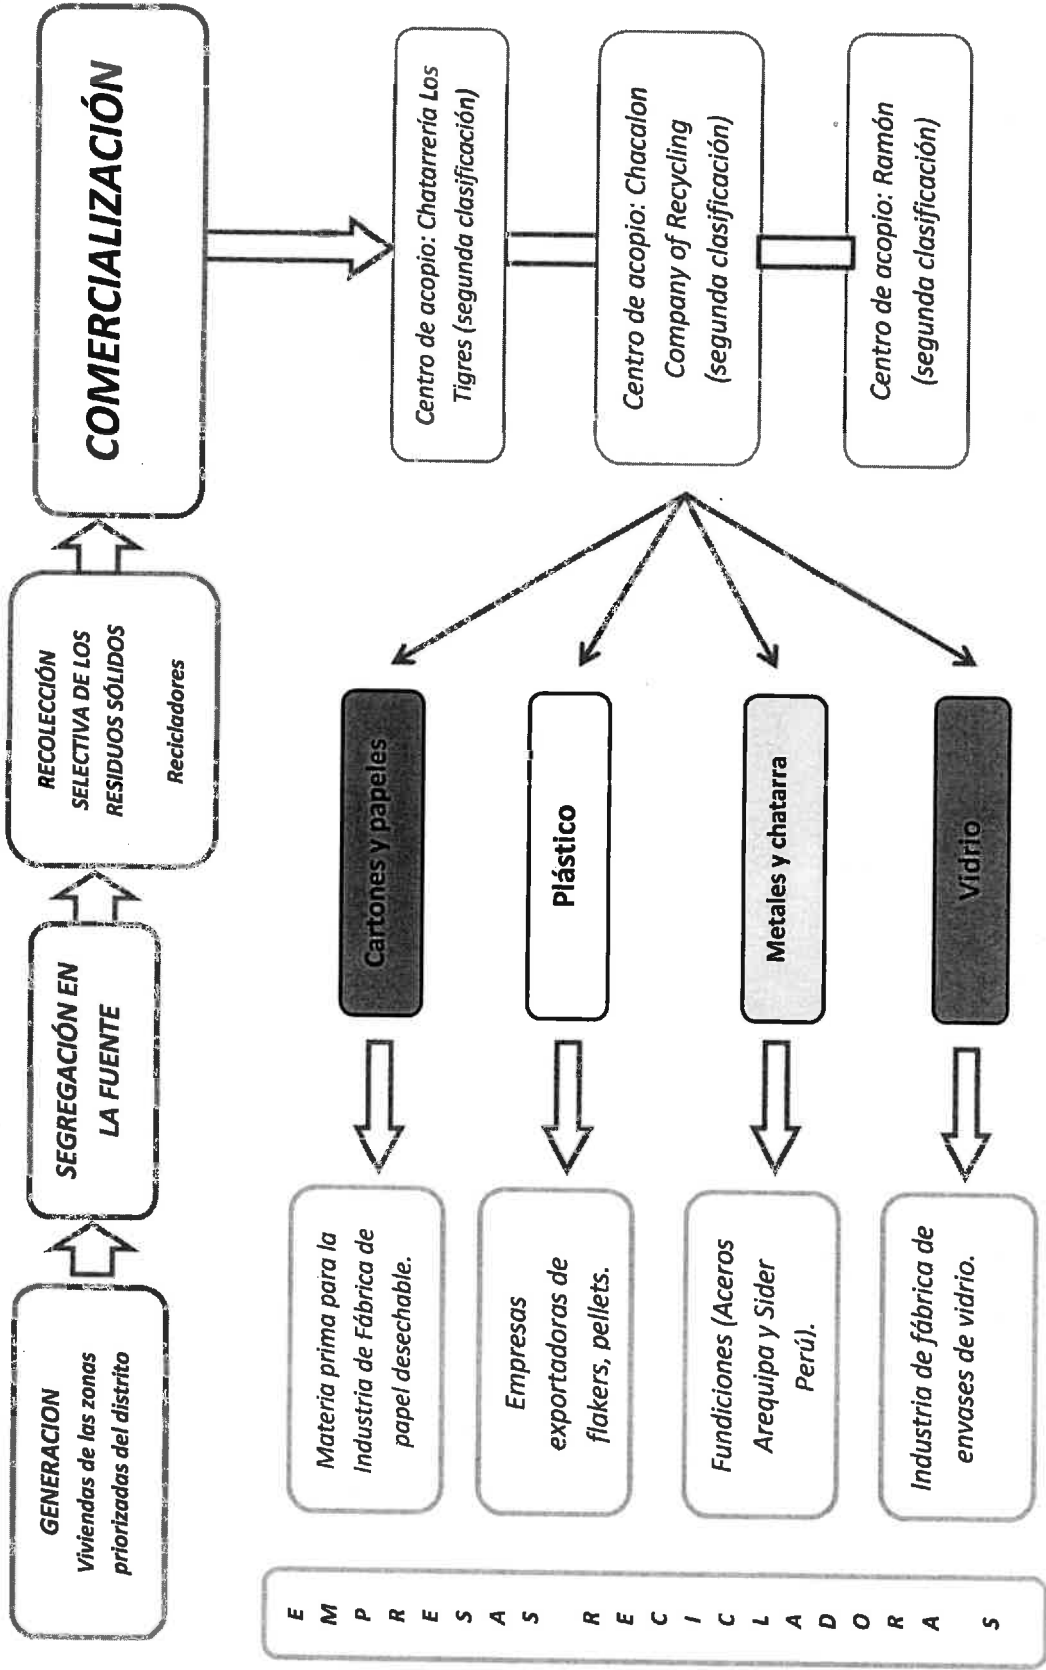 GENERACION
Viviendas de las zonas
priorizadas del distrito
SEGREGACIÓN EN
LA FUENTE
RECOLECCIÓN
SELECTIVA DE LOS
RESIDUOS SÓLIDOS
Recicladores
COMERCIALIZACIÓN
Centro de acopio: Chatarrería Los
Tigres (segunda clasificación)
Centro de acopio: Chacalon
Company of Recycling
(segunda clasificación)
Centro de acopio: Ramón
(segunda clasificación)
Cartones y papeles
Plástico
Metales y chatarra
Vidrio
Materia prima para la
Industria de Fábrica de
papel desechable.
Empresas
exportadoras de
flakers, pellets.
Fundiciones (Aceros
Arequipa y Sider
Perú).
Industria de fábrica de
envases de vidrio.
E
M
P
R
E
S
A
S
R
E
C
I
C
L
A
D
O
R
A
S